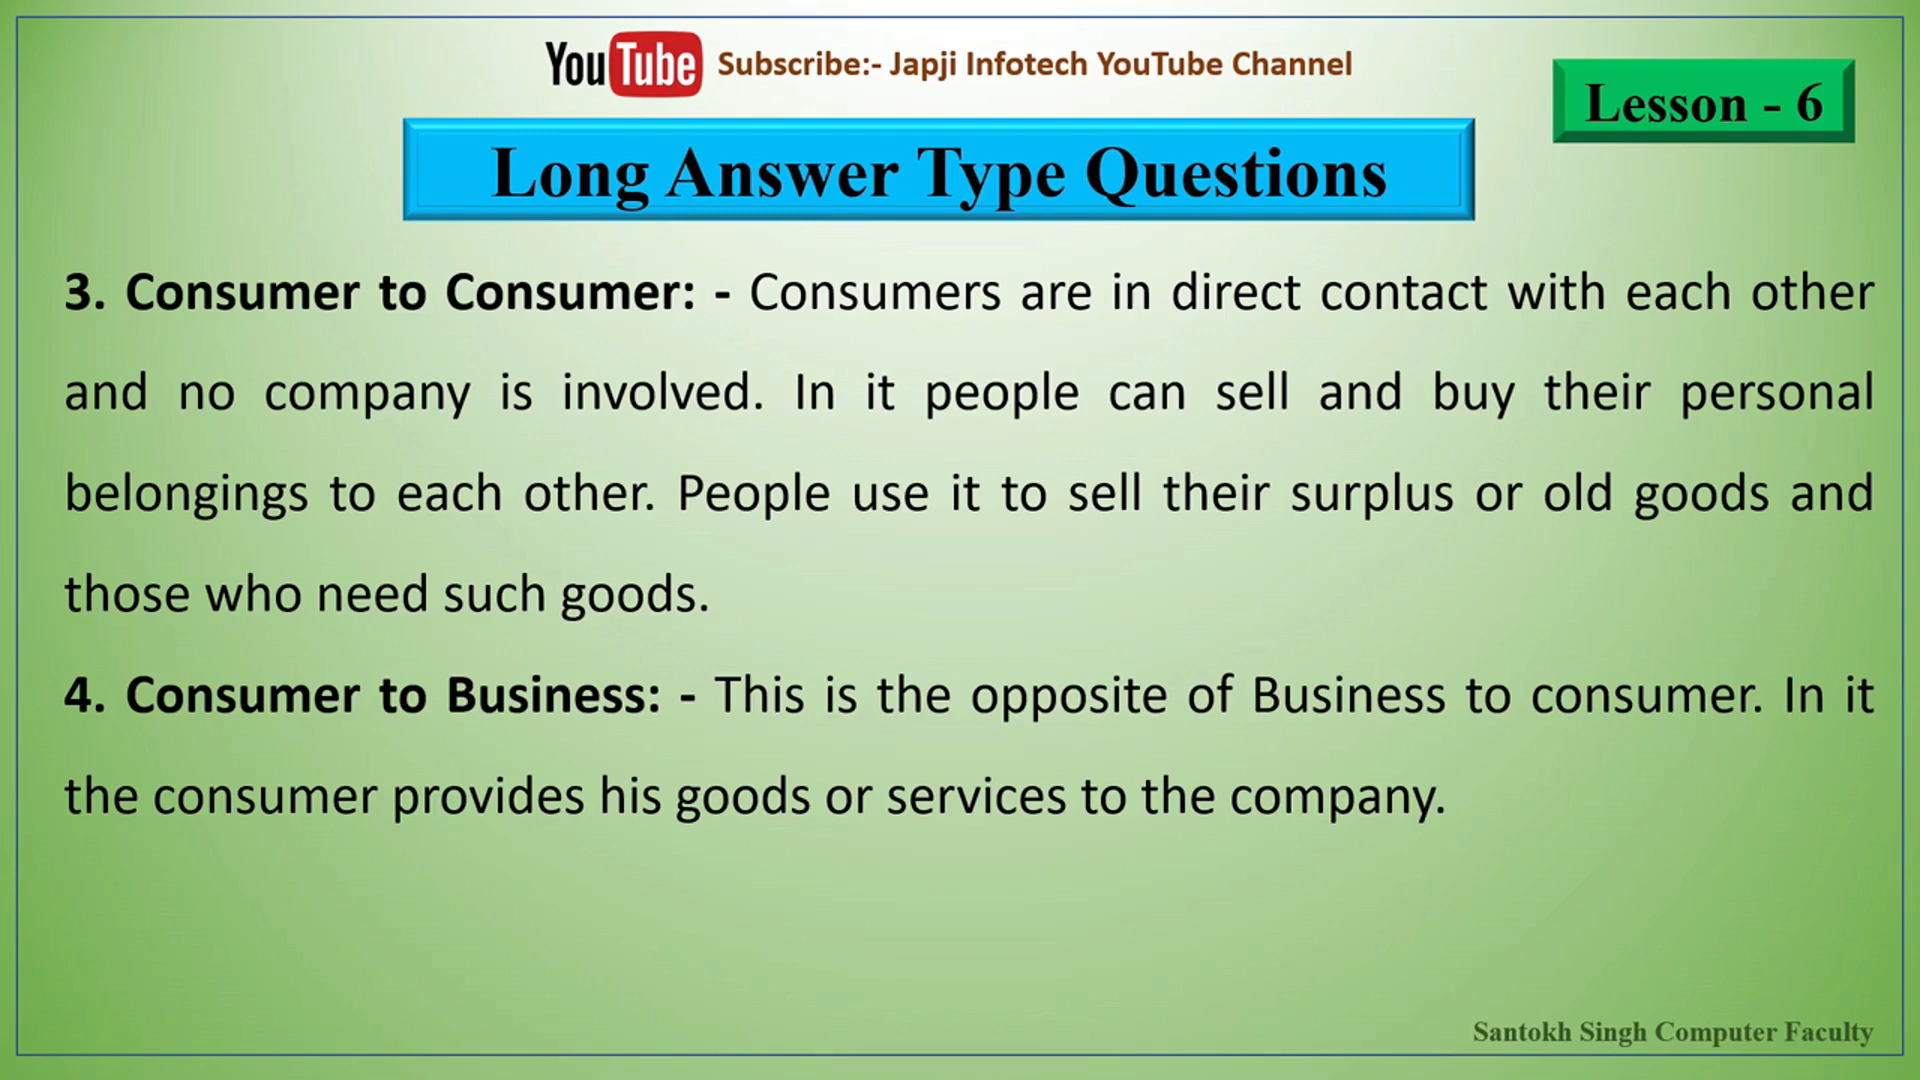 YouTube Subscribe:- Japji Infotech YouTube Channel
Lesson - 6
Long Answer Type Questions
3. Consumer to Consumer: - Consumers are in direct contact with each other
and no company is involved. In it people can sell and buy their personal
belongings to each other. People use it to sell their surplus or old goods and
those who need such goods.
4. Consumer to Business: - This is the opposite of Business to consumer. In it
the consumer provides his goods or services to the company.
Santokh Singh Computer Faculty